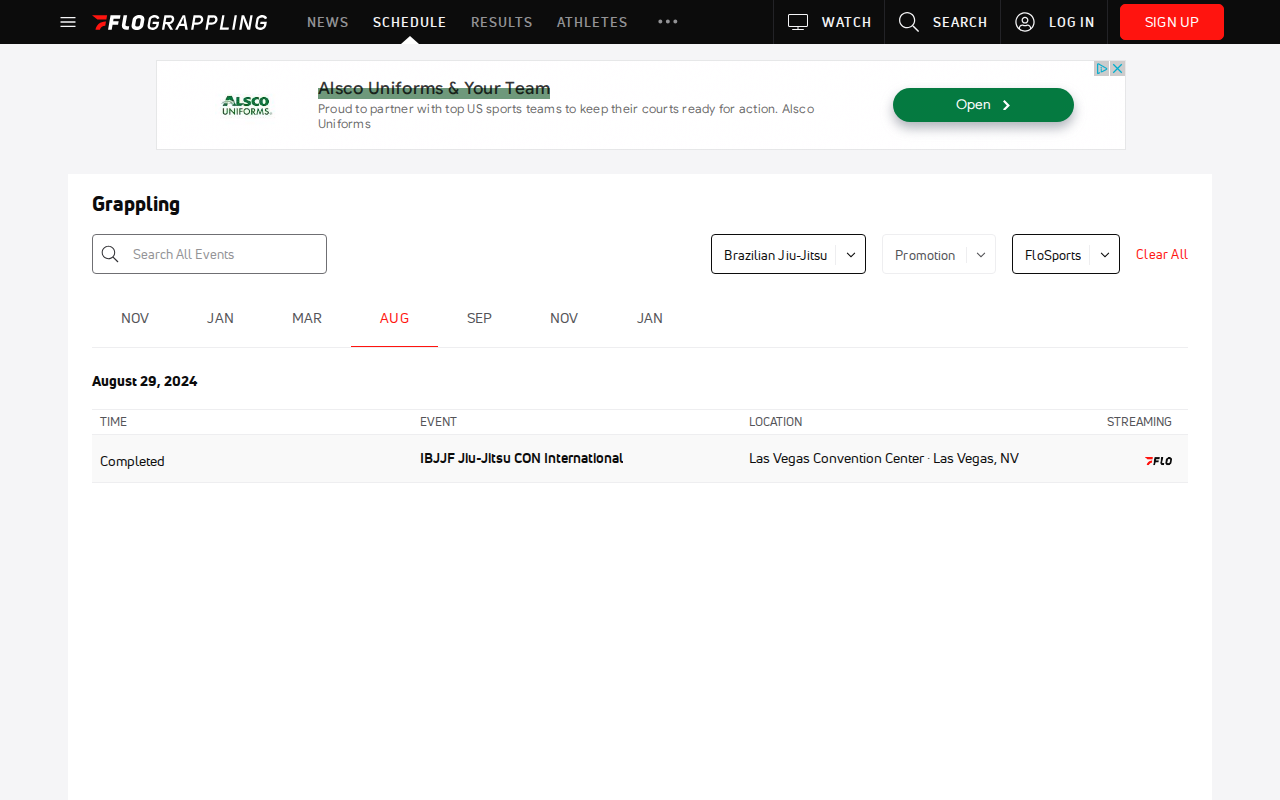 FLOGRAPPLING NEWS SCHEDULE RESULTS ATHLETES WATCH SEARCH LOG IN SIGN UP
ALSCO UNIFORMS
Alsco Uniforms & Your Team
Proud to partner with top US sports teams to keep their courts ready for action. Alsco
Uniforms
Open
Grappling
Search All Events Brazilian Jiu-Jitsu Promotion FloSports Clear All
NOV JAN MAR AUG SEP NOV JAN
August 29, 2024
TIME EVENT LOCATION STREAMING
Completed IBJJF Jiu-Jitsu CON International Las Vegas Convention Center · Las Vegas, NV FLO